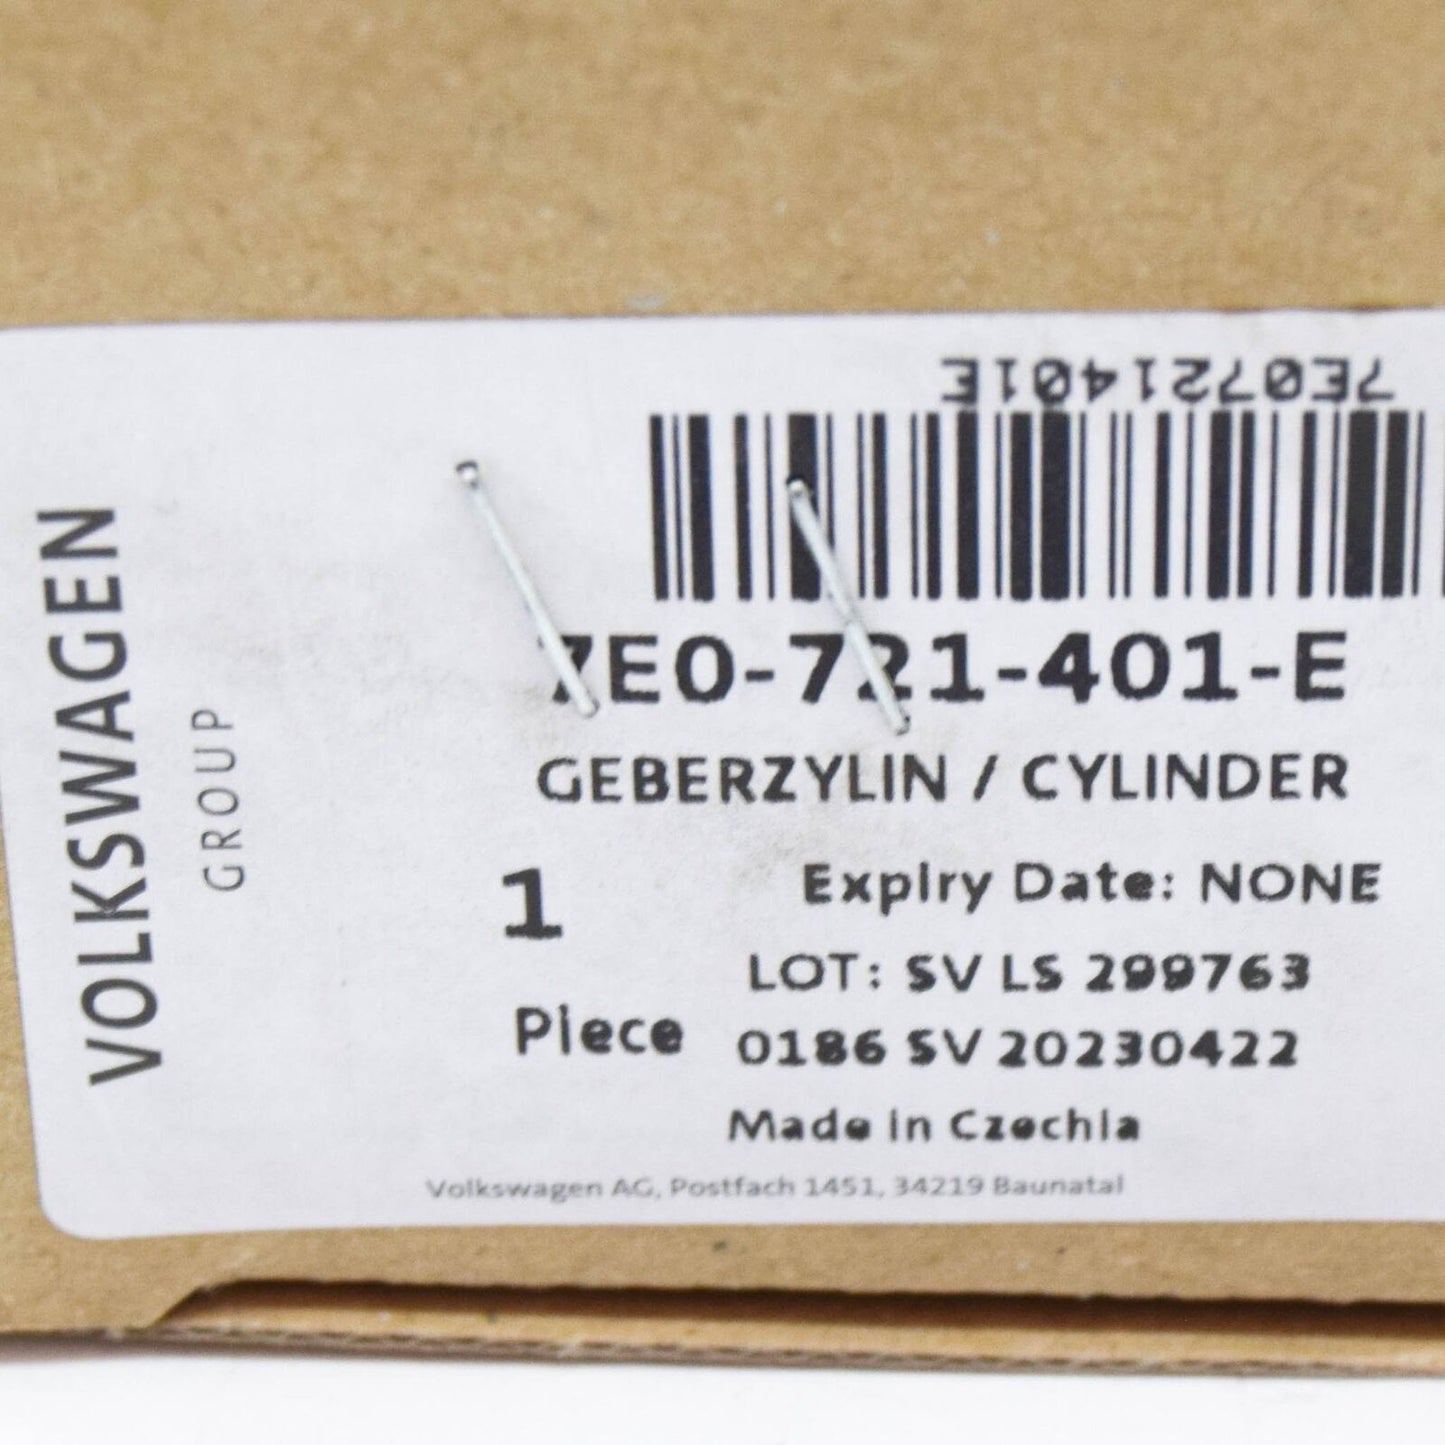 VOLKSWAGEN
GROUP
7E0721401E
7E0-721-401-E
GEBERZYLIN / CYLINDER
1
Piece
Expiry Date: NONE
LOT: SV LS 299763
0186 SV 20230422
Made in Czechia
Volkswagen AG, Postfach 1451, 34219 Baunatal